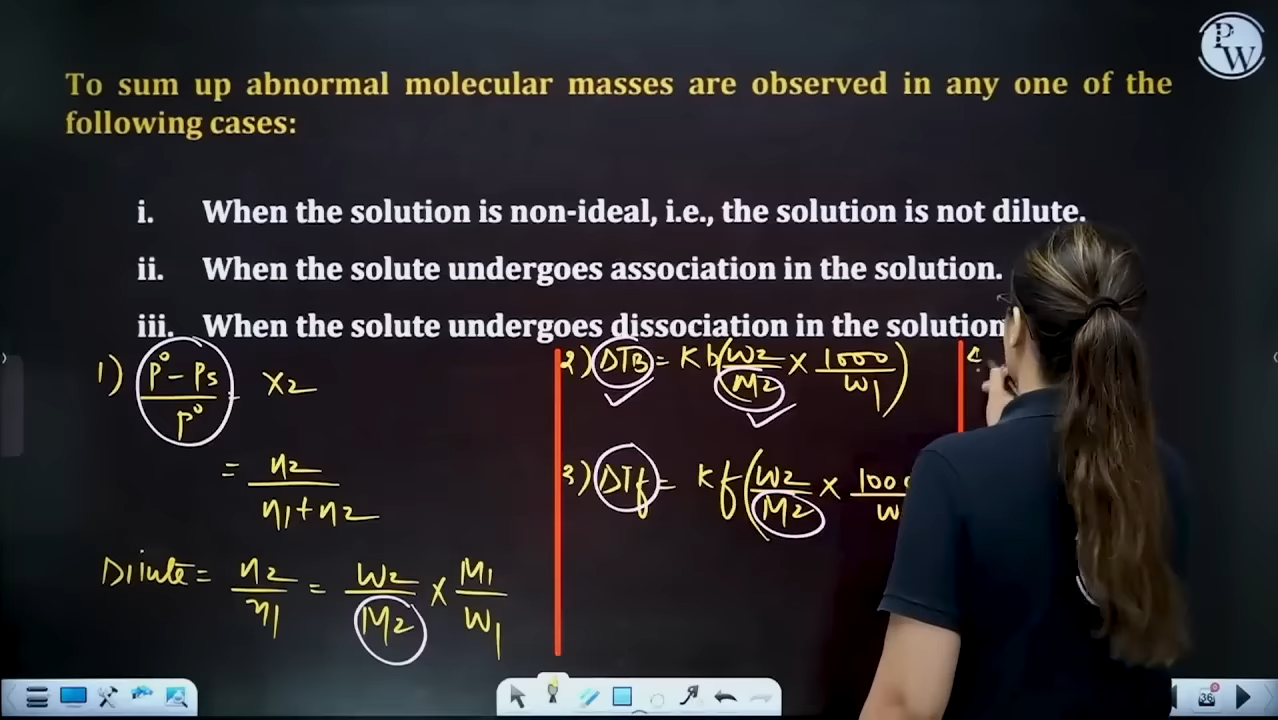 PW
To sum up abnormal molecular masses are observed in any one of the
following cases:
i. When the solution is non-ideal, i.e., the solution is not dilute.
ii. When the solute undergoes association in the solution.
iii. When the solute undergoes dissociation in the solution
1) P° - Ps / P° = X2
= n2 / n1 + n2
Dilute = n2 / n1 = W2 / M2 × M1 / W1
2) ΔTB = Kb (W2 / M2 × 1000 / W1)
3) ΔTf = Kf (W2 / M2 × 100
36